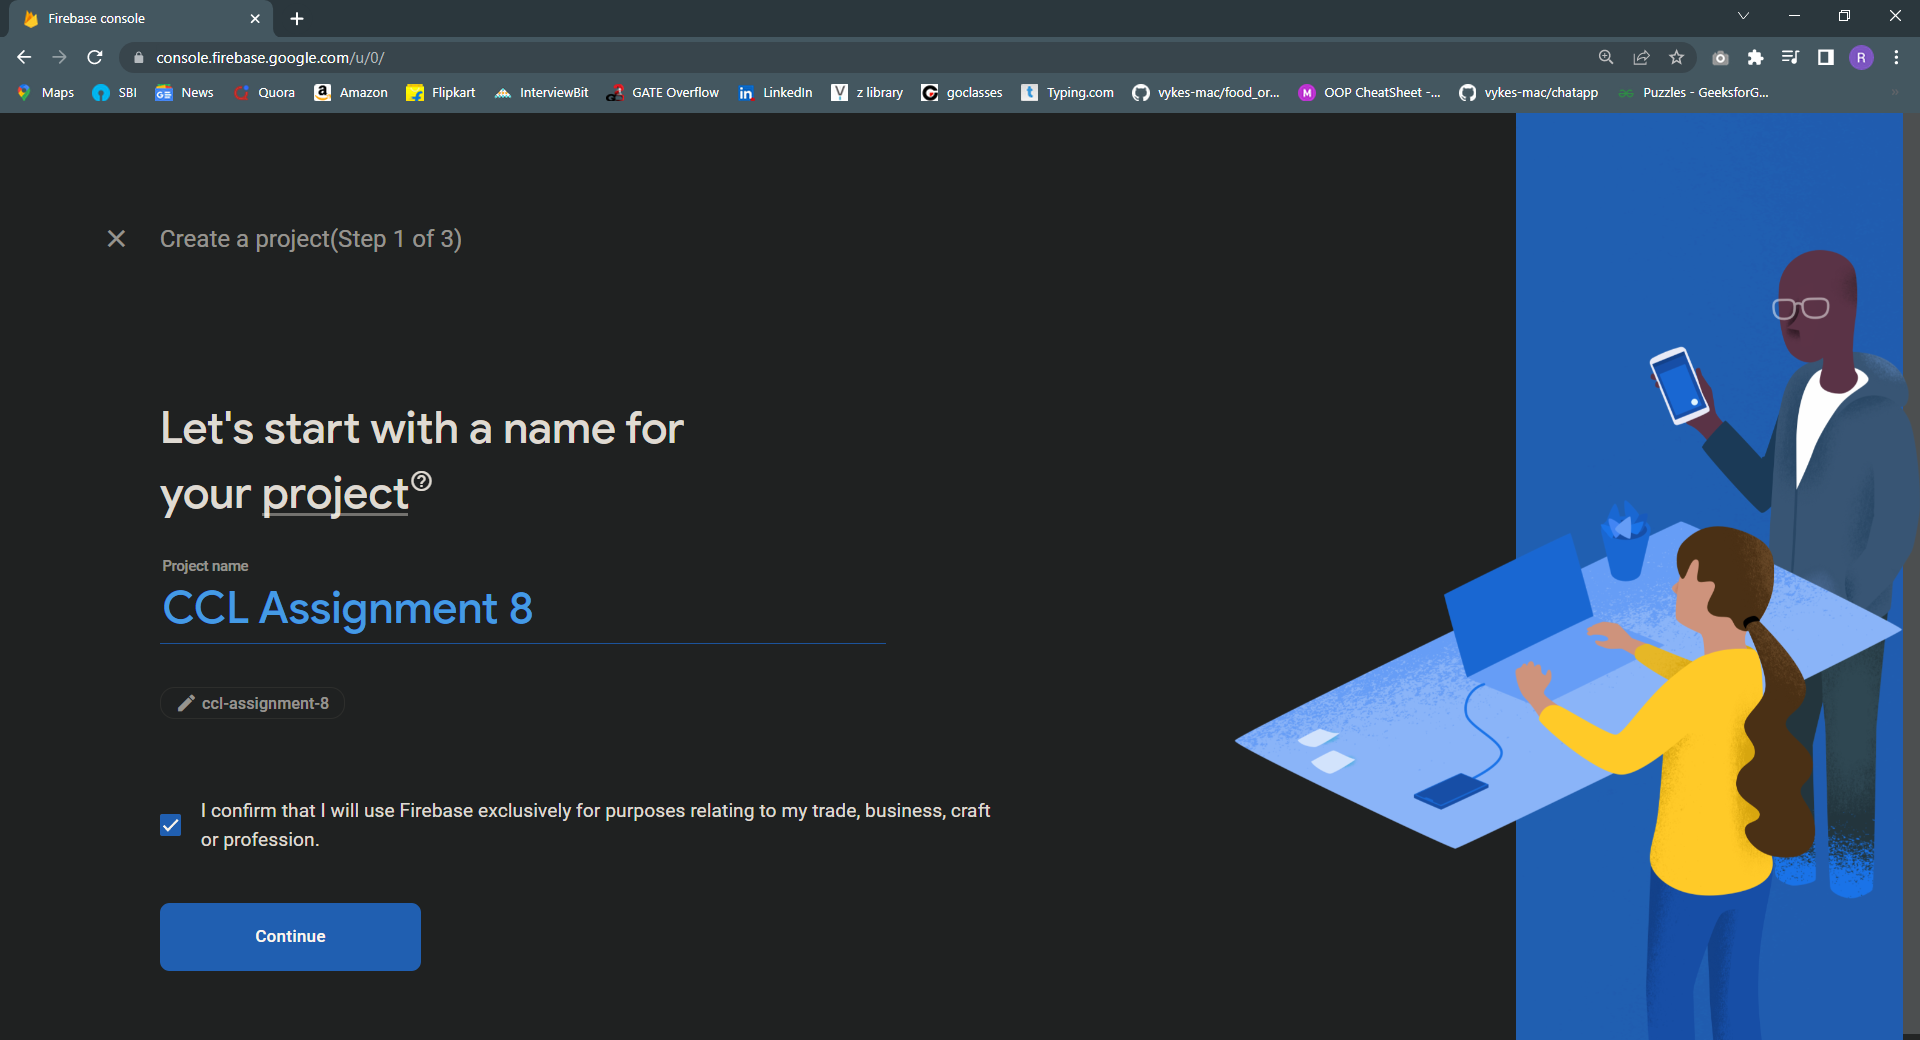 Firebase console
console.firebase.google.com/u/0/
R
Maps SBI News Quora Amazon Flipkart InterviewBit GATE Overflow LinkedIn z library goclasses Typing.com vykes-mac/food_or... OOP CheatSheet -... vykes-mac/chatapp Puzzles - GeeksforG...
Create a project(Step 1 of 3)
Let's start with a name for
your project
Project name
CCL Assignment 8
ccl-assignment-8
I confirm that I will use Firebase exclusively for purposes relating to my trade, business, craft
or profession.
Continue